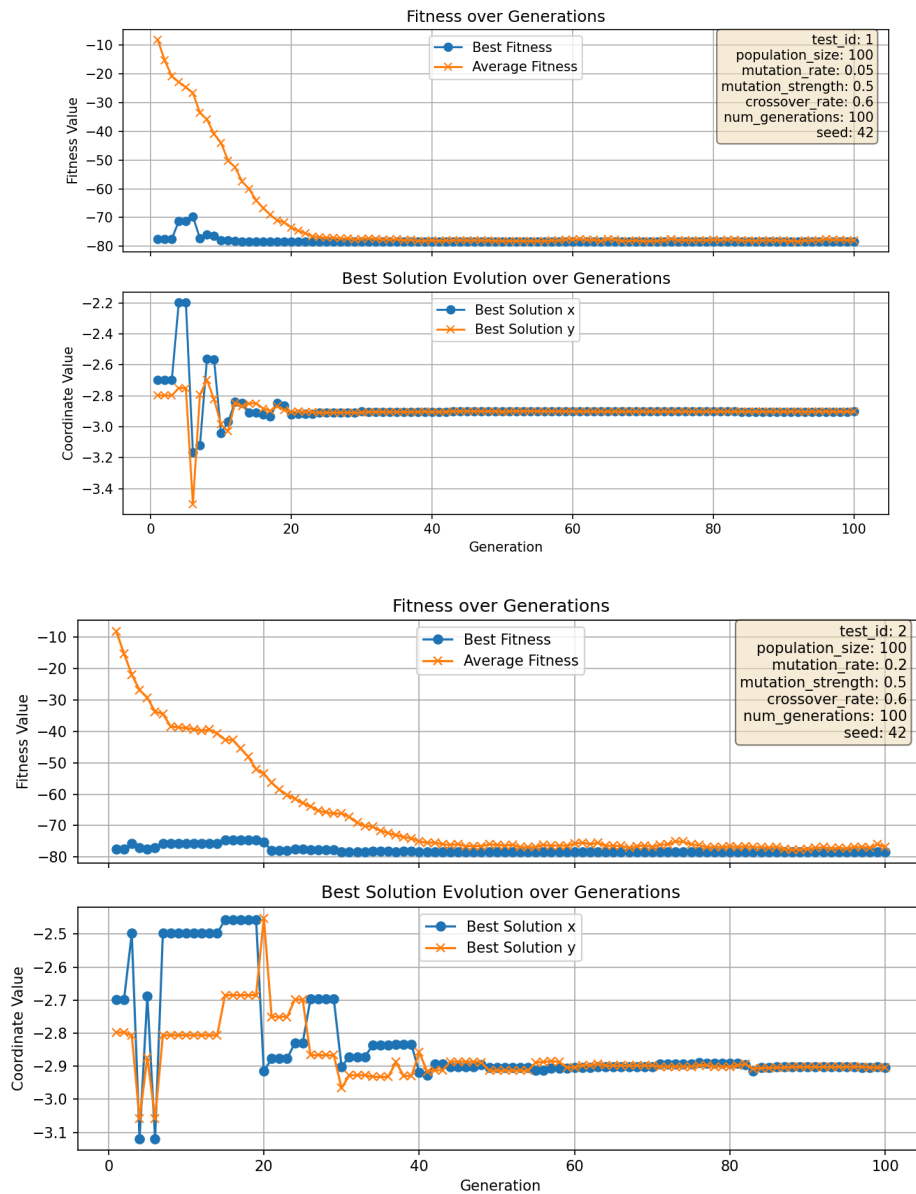 Fitness over Generations
Best Fitness
Average Fitness
test_id: 1
population_size: 100
mutation_rate: 0.05
mutation_strength: 0.5
crossover_rate: 0.6
num_generations: 100
seed: 42
Fitness Value
−10
−20
−30
−40
−50
−60
−70
−80
Best Solution Evolution over Generations
Best Solution x
Best Solution y
Coordinate Value
−2.2
−2.4
−2.6
−2.8
−3.0
−3.2
−3.4
0 20 40 60 80 100
Generation
Fitness over Generations
Best Fitness
Average Fitness
test_id: 2
population_size: 100
mutation_rate: 0.2
mutation_strength: 0.5
crossover_rate: 0.6
num_generations: 100
seed: 42
Fitness Value
−10
−20
−30
−40
−50
−60
−70
−80
Best Solution Evolution over Generations
Best Solution x
Best Solution y
Coordinate Value
−2.5
−2.6
−2.7
−2.8
−2.9
−3.0
−3.1
0 20 40 60 80 100
Generation